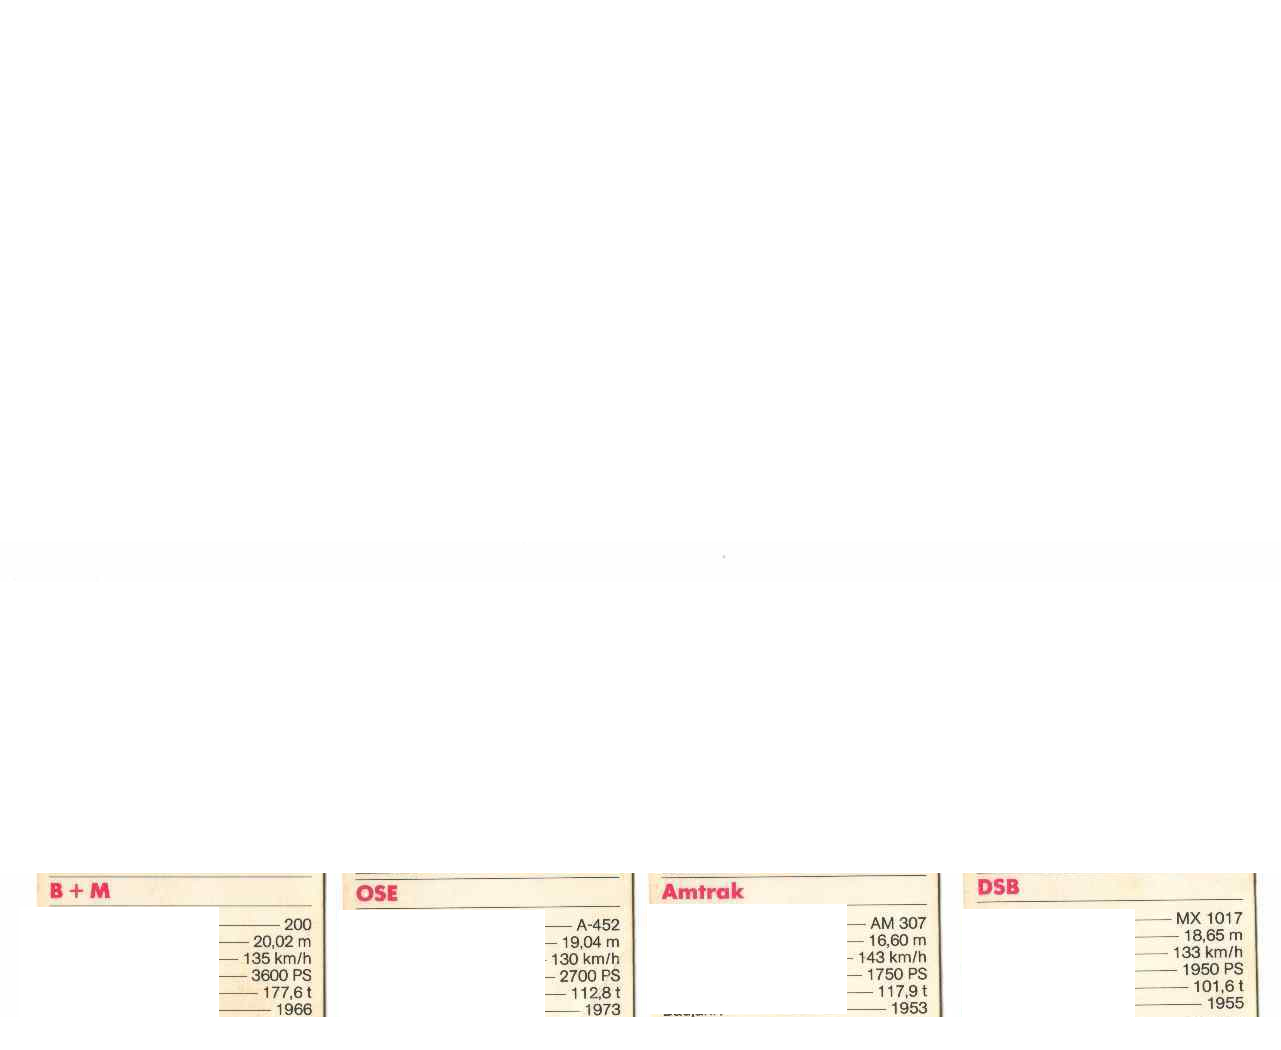 B + M
200
20,02 m
135 km/h
3600 PS
177,6 t
1966
OSE
A-452
19,04 m
130 km/h
2700 PS
112,8 t
1973
Amtrak
AM 307
16,60 m
143 km/h
1750 PS
117,9 t
1953
DSB
MX 1017
18,65 m
133 km/h
1950 PS
101,6 t
1955